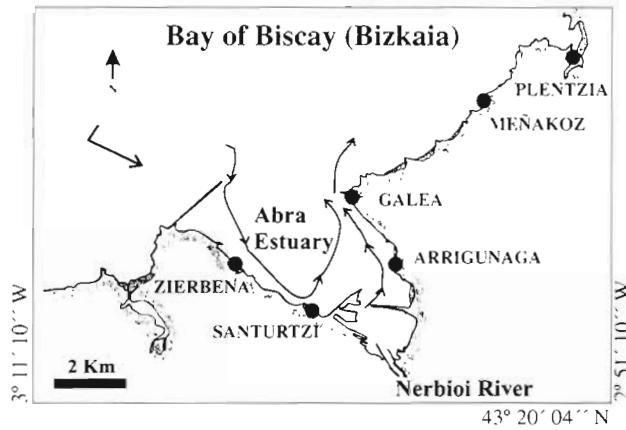 Bay of Biscay (Bizkaia)
PLENTZIA
MEÑAKOZ
GALEA
Abra
Estuary
ARRIGUNAGA
ZIERBENA
SANTURTZI
2 Km
Nerbioi River
3° 11´ 10´´ W
2° 51´ 10´´ W
43° 20´ 04´´ N